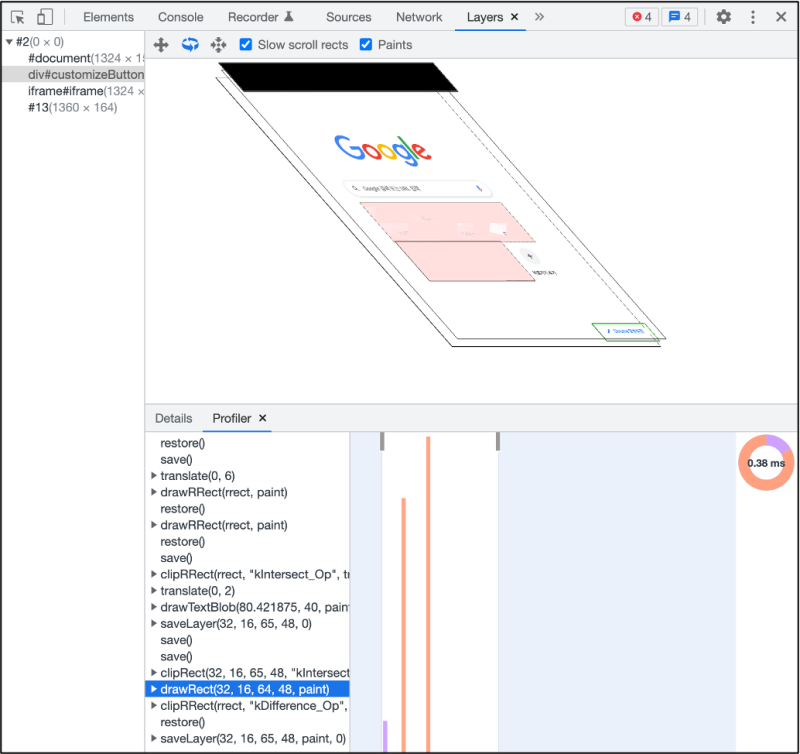 Elements Console Recorder Sources Network Layers × » 4 4
#2(0 × 0)
Slow scroll rects Paints
#document(1324 × 15
div#customizeButton
iframe#iframe(1324 ×
#13(1360 × 164)
Google
Google
Details Profiler ×
restore()
save()
translate(0, 6)
drawRRect(rrect, paint)
restore()
drawRRect(rrect, paint)
restore()
save()
clipRRect(rrect, "kIntersect_Op", tr
translate(0, 2)
drawTextBlob(80.421875, 40, pain
saveLayer(32, 16, 65, 48, 0)
save()
save()
clipRect(32, 16, 65, 48, "kIntersect
drawRect(32, 16, 64, 48, paint)
clipRRect(rrect, "kDifference_Op",
restore()
saveLayer(32, 16, 65, 48, paint, 0)
0.38 ms